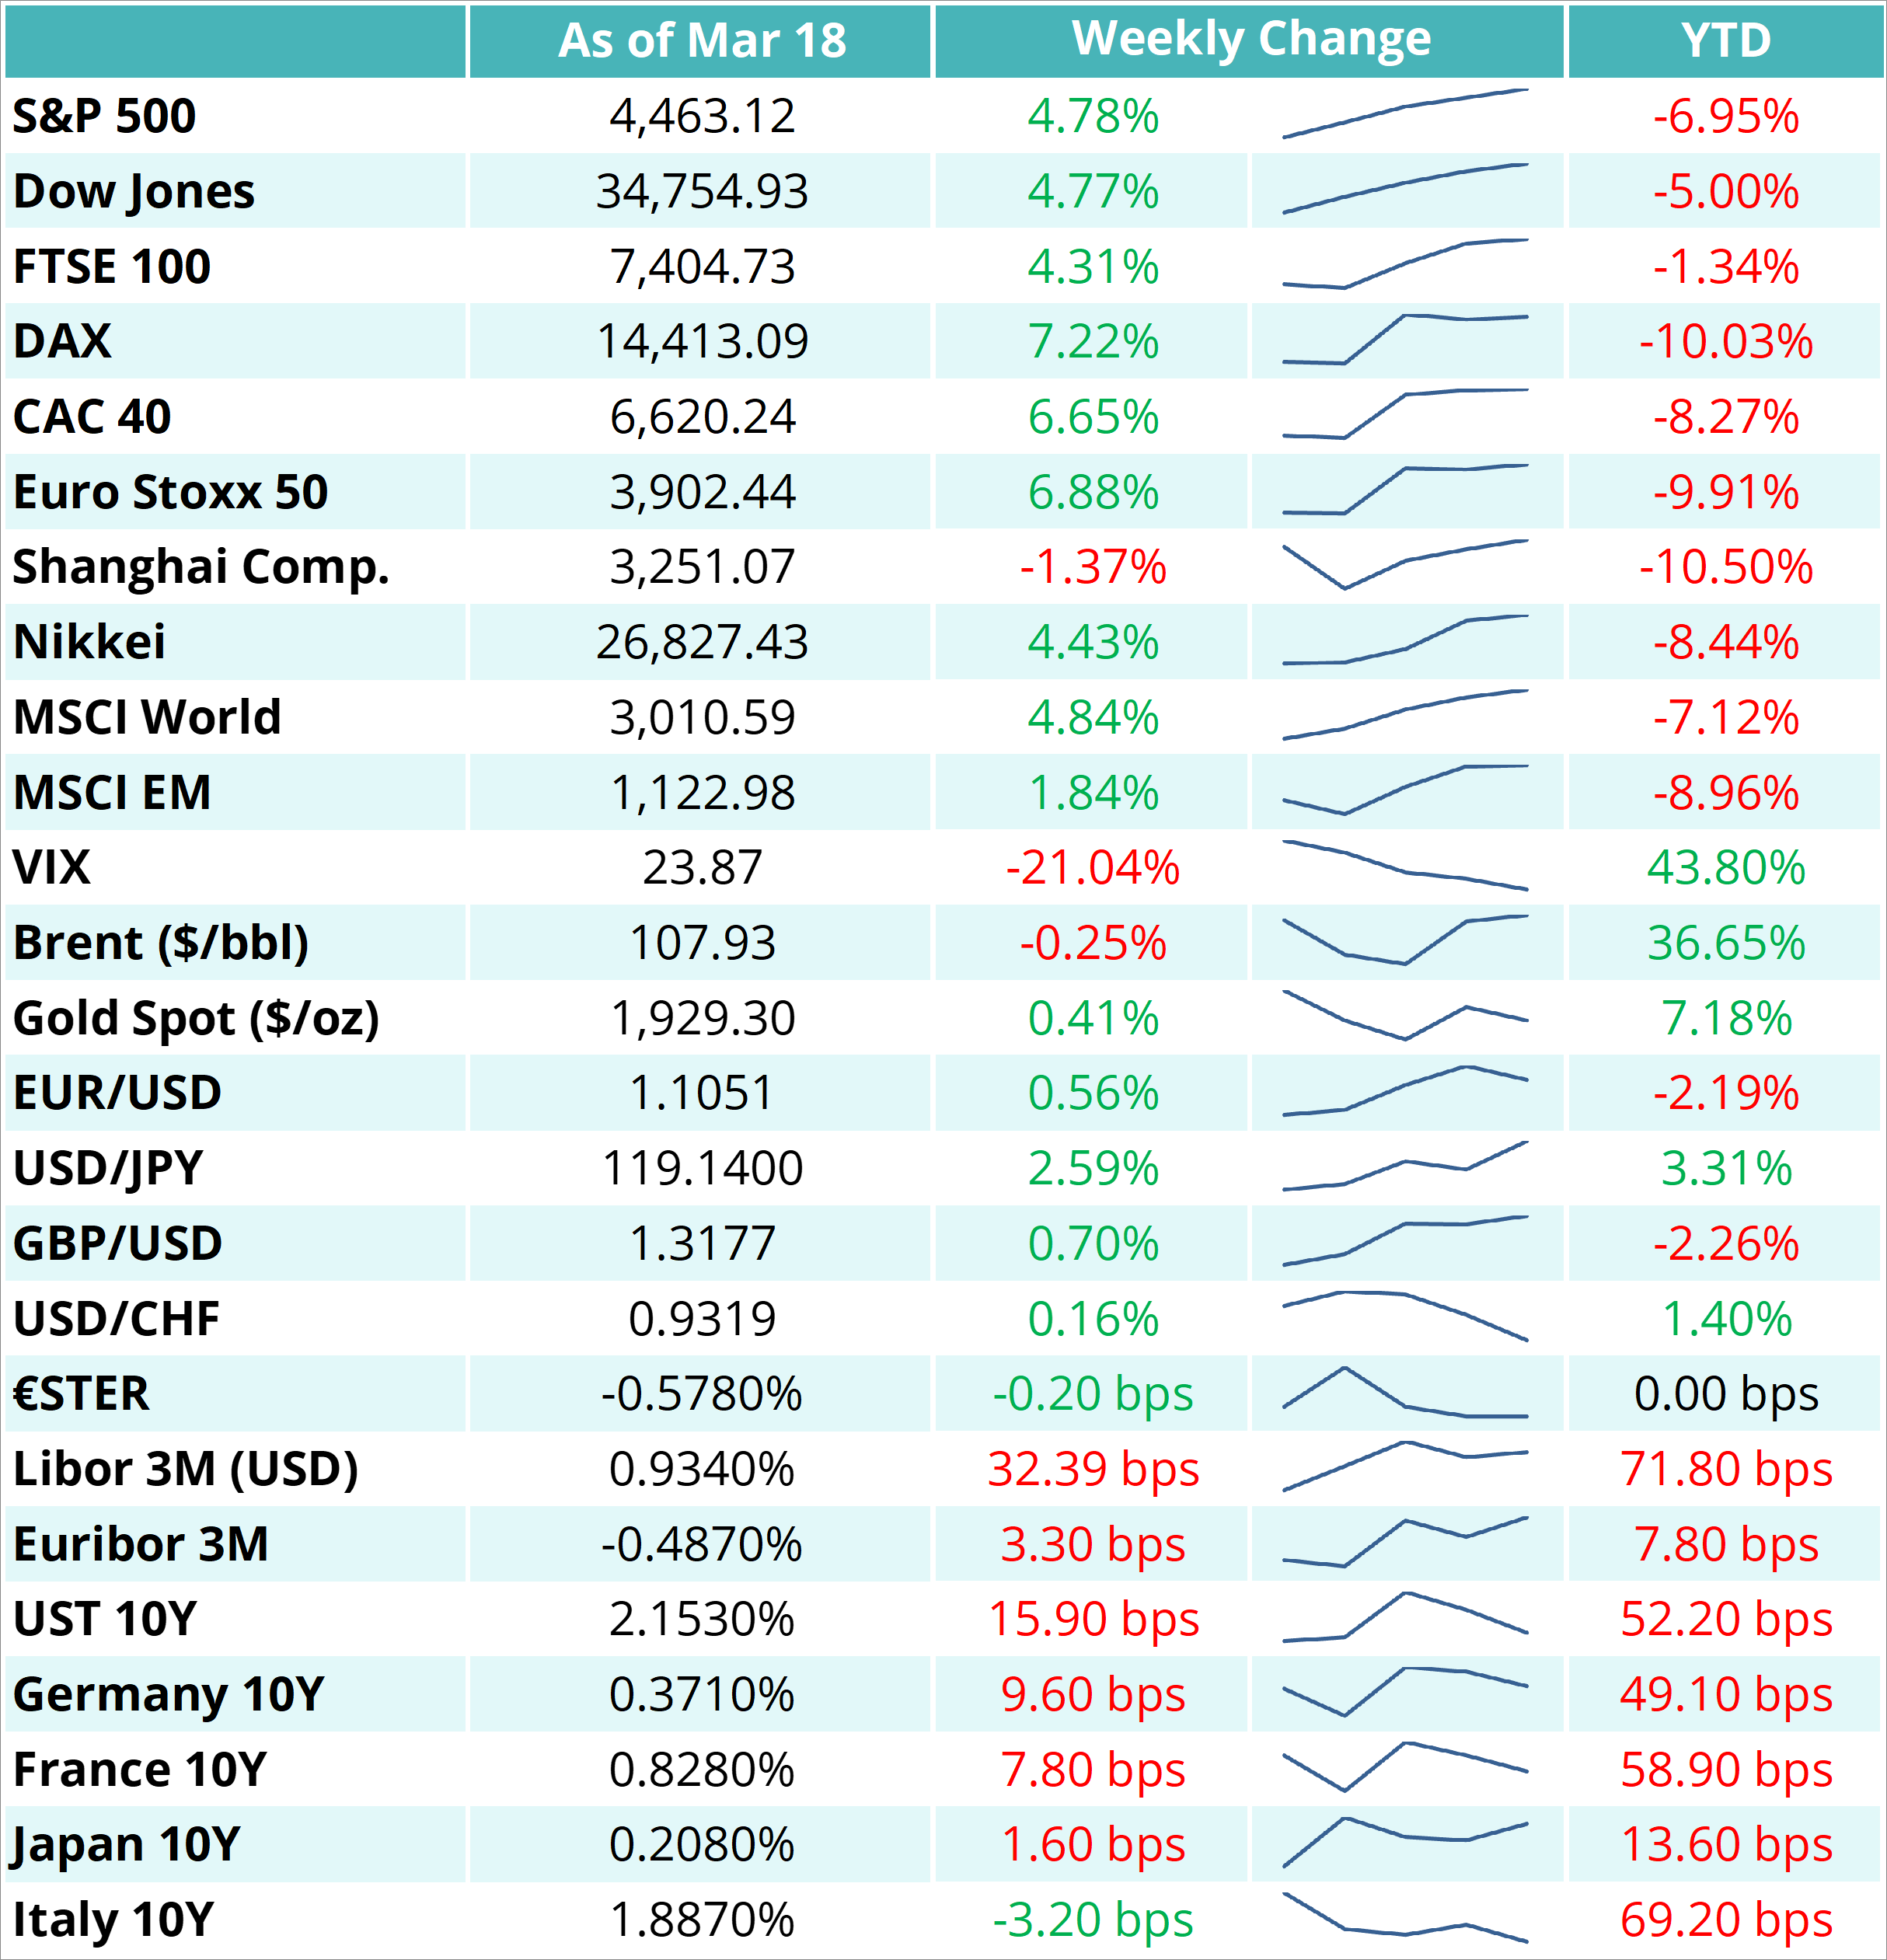 As of Mar 18 Weekly Change YTD
S&P 500 4,463.12 4.78% -6.95%
Dow Jones 34,754.93 4.77% -5.00%
FTSE 100 7,404.73 4.31% -1.34%
DAX 14,413.09 7.22% -10.03%
CAC 40 6,620.24 6.65% -8.27%
Euro Stoxx 50 3,902.44 6.88% -9.91%
Shanghai Comp. 3,251.07 -1.37% -10.50%
Nikkei 26,827.43 4.43% -8.44%
MSCI World 3,010.59 4.84% -7.12%
MSCI EM 1,122.98 1.84% -8.96%
VIX 23.87 -21.04% 43.80%
Brent ($/bbl) 107.93 -0.25% 36.65%
Gold Spot ($/oz) 1,929.30 0.41% 7.18%
EUR/USD 1.1051 0.56% -2.19%
USD/JPY 119.1400 2.59% 3.31%
GBP/USD 1.3177 0.70% -2.26%
USD/CHF 0.9319 0.16% 1.40%
€STER -0.5780% -0.20 bps 0.00 bps
Libor 3M (USD) 0.9340% 32.39 bps 71.80 bps
Euribor 3M -0.4870% 3.30 bps 7.80 bps
UST 10Y 2.1530% 15.90 bps 52.20 bps
Germany 10Y 0.3710% 9.60 bps 49.10 bps
France 10Y 0.8280% 7.80 bps 58.90 bps
Japan 10Y 0.2080% 1.60 bps 13.60 bps
Italy 10Y 1.8870% -3.20 bps 69.20 bps